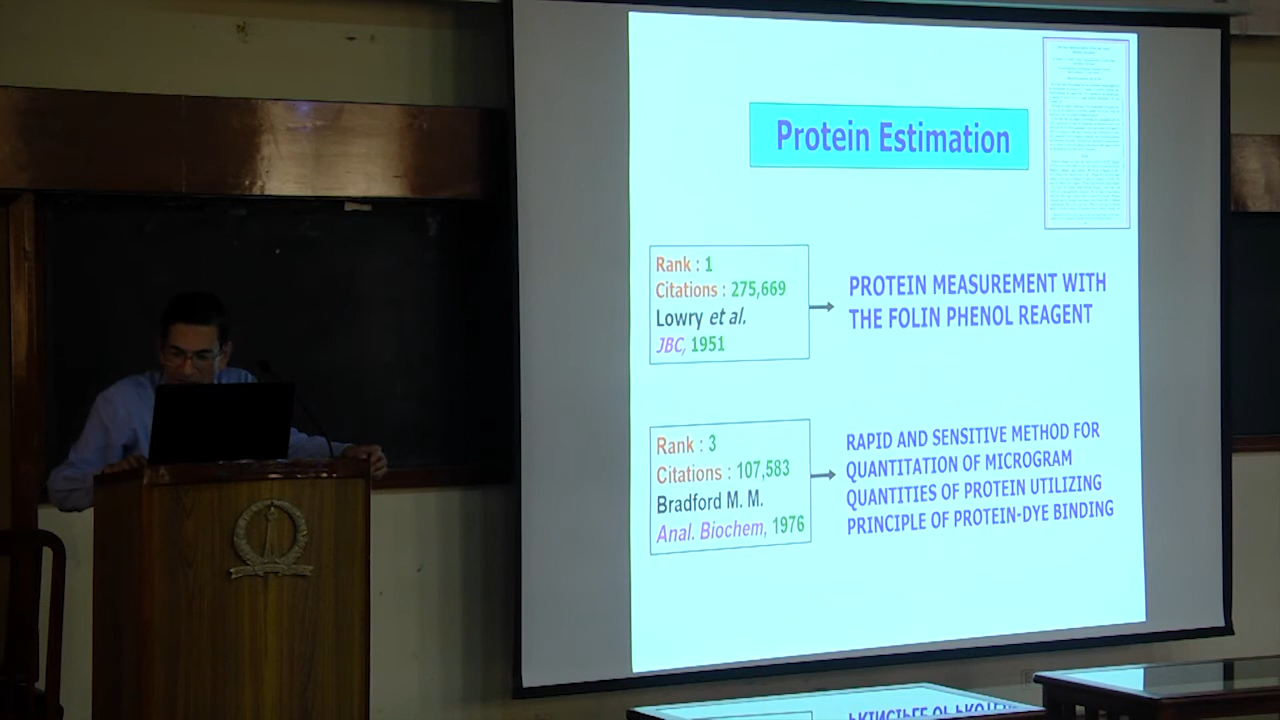 Protein Estimation
Rank : 1
Citations : 275,669
Lowry et al.
JBC, 1951
PROTEIN MEASUREMENT WITH
THE FOLIN PHENOL REAGENT
Rank : 3
Citations : 107,583
Bradford M. M.
Anal. Biochem, 1976
RAPID AND SENSITIVE METHOD FOR
QUANTITATION OF MICROGRAM
QUANTITIES OF PROTEIN UTILIZING
PRINCIPLE OF PROTEIN-DYE BINDING